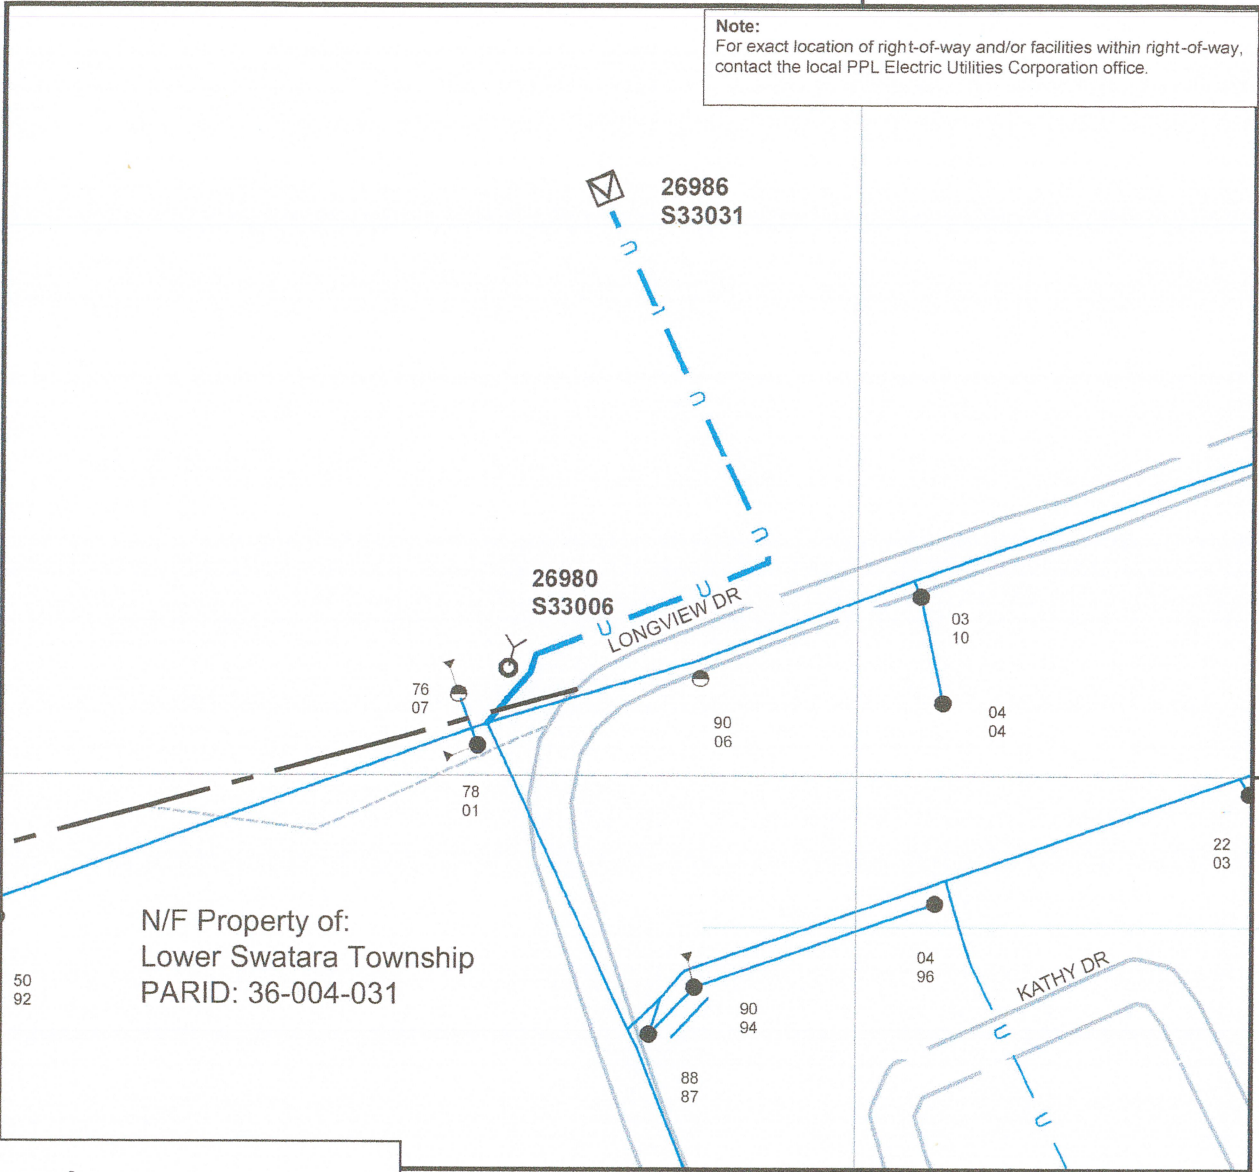 Note:
For exact location of right-of-way and/or facilities within right-of-way,
contact the local PPL Electric Utilities Corporation office.
26986
S33031
26980
S33006
LONGVIEW DR
03
10
76
07
04
04
90
06
78
01
22
03
N/F Property of:
Lower Swatara Township
PARID: 36-004-031
04
96
KATHY DR
50
92
90
94
88
87